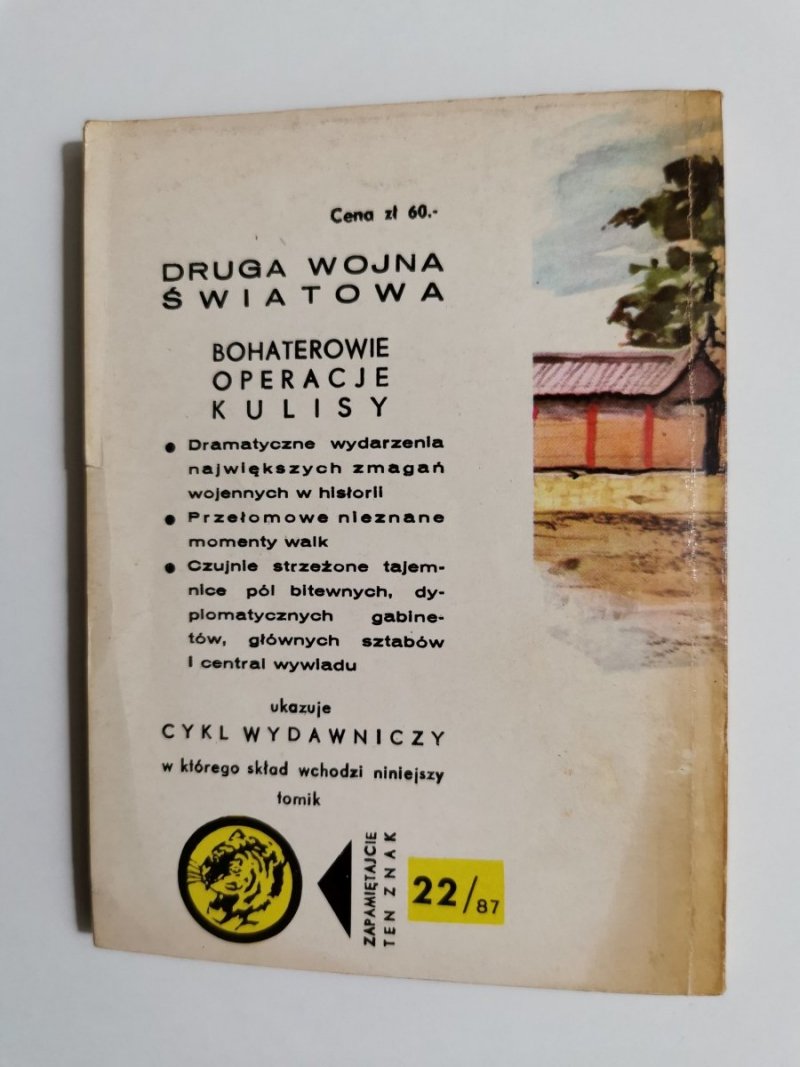 Cena zł 60.-
DRUGA WOJNA
ŚWIATOWA
BOHATEROWIE
OPERACJE
KULISY
● Dramatyczne wydarzenia
największych zmagań
wojennych w historii
● Przełomowe nieznane
momenty walk
● Czujnie strzeżone tajem-
nice pól bitewnych, dy-
plomatycznych gabine-
tów, głównych sztabów
i central wywiadu
ukazuje
CYKL WYDAWNICZY
w którego skład wchodzi niniejszy
tomik
ZAPAMIĘTAJCIE
TEN ZNAK
22/87